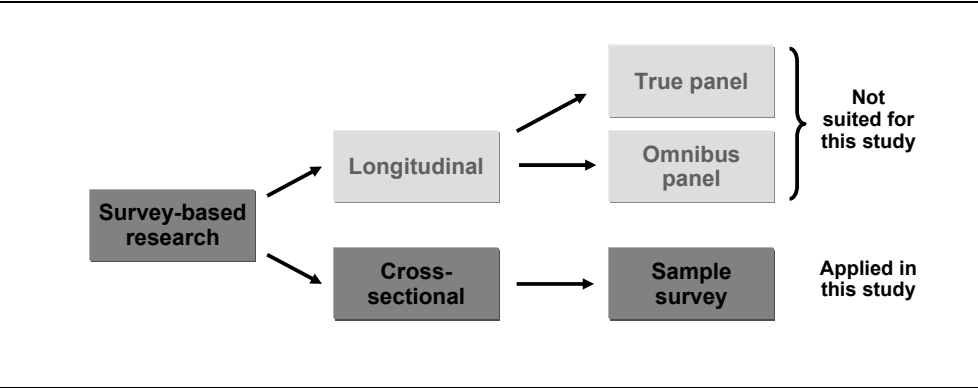 True panel
Not
suited for
this study
Longitudinal
Omnibus
panel
Survey-based
research
Cross-
sectional
Sample
survey
Applied in
this study